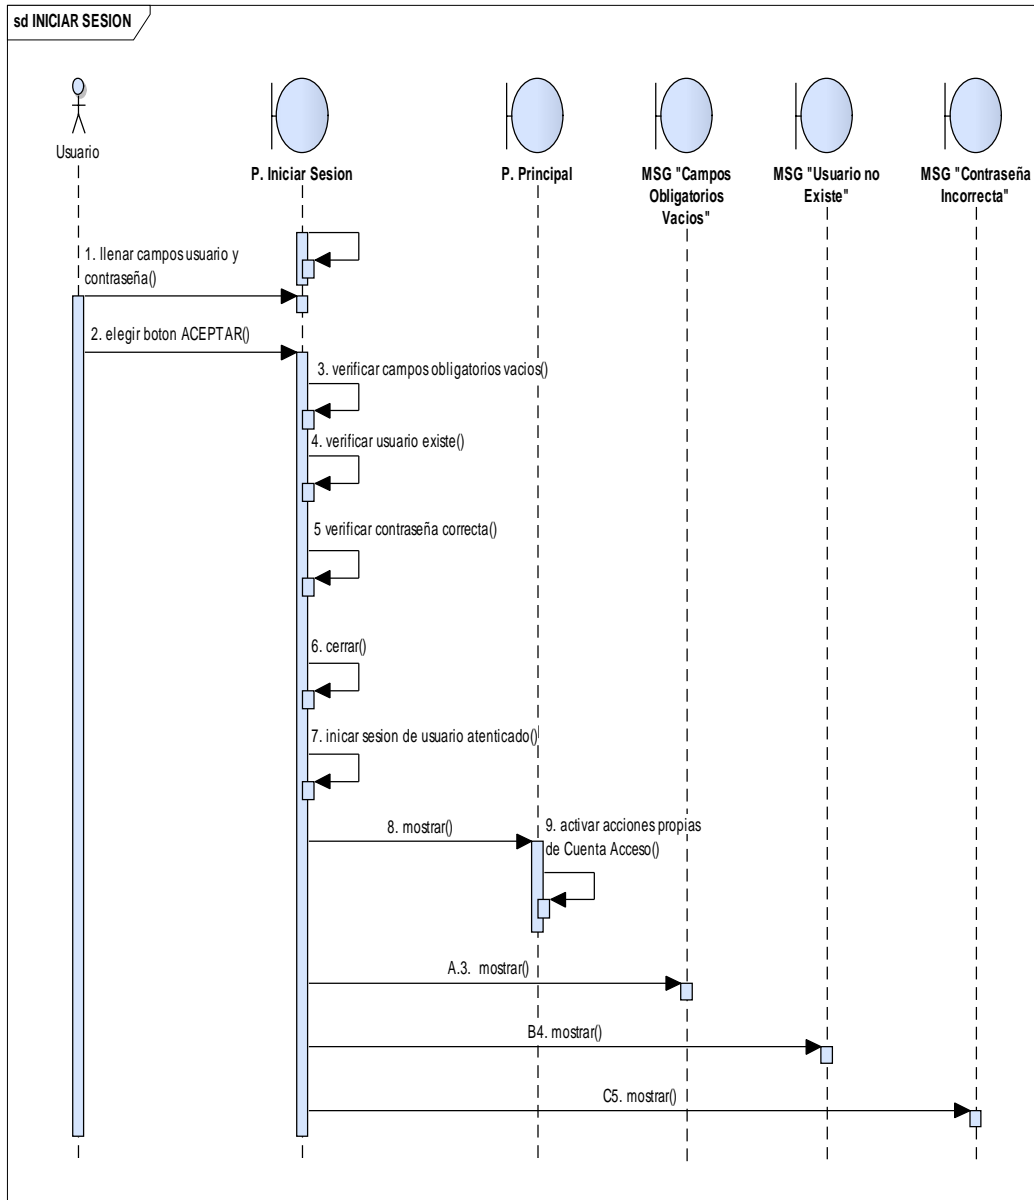 sd INICIAR SESION
Usuario
P. Iniciar Sesion
P. Principal
MSG "Campos
Obligatorios
Vacios"
MSG "Usuario no
Existe"
MSG "Contraseña
Incorrecta"
1. llenar campos usuario y
contraseña()
2. elegir boton ACEPTAR()
3. verificar campos obligatorios vacios()
4. verificar usuario existe()
5 verificar contraseña correcta()
6. cerrar()
7. inicar sesion de usuario atenticado()
8. mostrar()
9. activar acciones propias
de Cuenta Acceso()
A.3. mostrar()
B4. mostrar()
C5. mostrar()